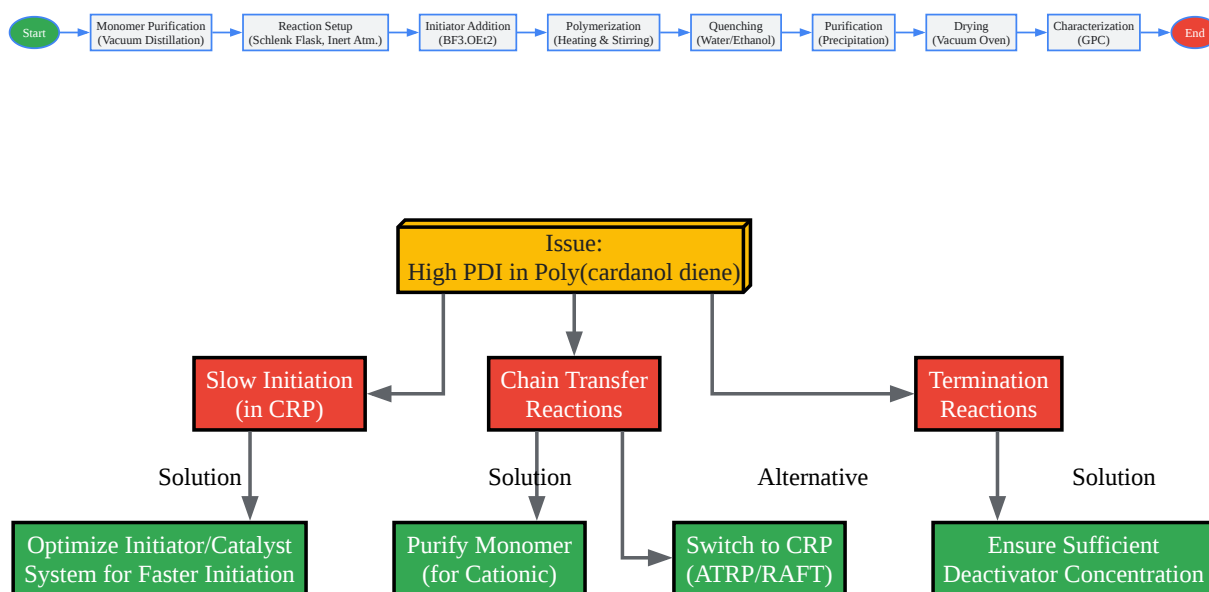 Start
Monomer Purification
(Vacuum Distillation)
Reaction Setup
(Schlenk Flask, Inert Atm.)
Initiator Addition
(BF3.OEt2)
Polymerization
(Heating & Stirring)
Quenching
(Water/Ethanol)
Purification
(Precipitation)
Drying
(Vacuum Oven)
Characterization
(GPC)
End
Issue:
High PDI in Poly(cardanol diene)
Slow Initiation
(in CRP)
Chain Transfer
Reactions
Termination
Reactions
Solution
Solution
Alternative
Solution
Optimize Initiator/Catalyst
System for Faster Initiation
Purify Monomer
(for Cationic)
Switch to CRP
(ATRP/RAFT)
Ensure Sufficient
Deactivator Concentration